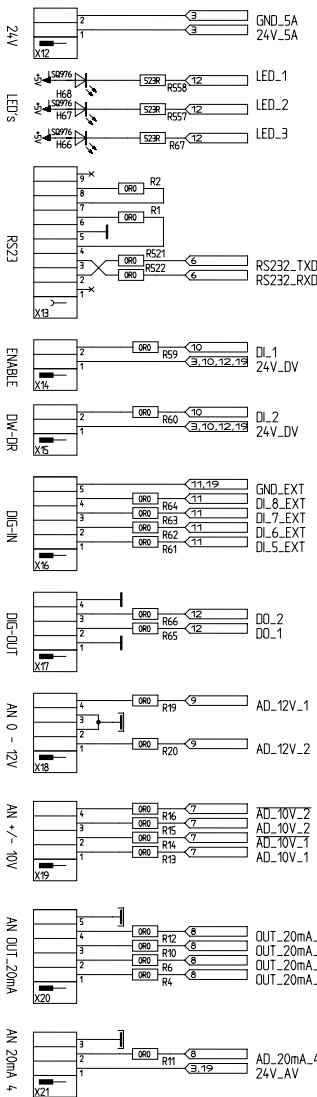 24V
2
3
GND_5A
1
3
24V_5A
X12
LED's
+5V
LSQ976
H68
523R
R558
12
LED_1
+5V
LSQ976
H67
523R
R557
12
LED_2
+5V
LSQ976
H66
523R
R67
12
LED_3
RS23
9
8
0R0
R2
7
6
0R0
R1
5
4
3
R521
0R0
6
RS232_TXD
2
R522
0R0
6
RS232_RXD
1
X13
ENABLE
2
0R0
R59
10
DI_1
1
3,10,12,19
24V_DV
X14
DW-DR
2
0R0
R60
10
DI_2
1
3,10,12,19
24V_DV
X15
DIG-IN
5
11,19
GND_EXT
4
0R0
R64
11
DI_8_EXT
3
0R0
R63
11
DI_7_EXT
2
0R0
R62
11
DI_6_EXT
1
0R0
R61
11
DI_5_EXT
X16
DIG-OUT
4
3
0R0
R66
12
DO_2
2
0R0
R65
12
DO_1
1
X17
AN 0 - 12V
4
0R0
R19
9
AD_12V_1
3
2
1
0R0
R20
9
AD_12V_2
X18
AN +/- 10V
4
0R0
R16
7
AD_10V_2
3
0R0
R15
7
AD_10V_2
2
0R0
R14
7
AD_10V_1
1
0R0
R13
7
AD_10V_1
X19
AN OUT_20mA
5
4
0R0
R12
8
OUT_20mA_
3
0R0
R10
8
OUT_20mA_
2
0R0
R6
8
OUT_20mA_
1
0R0
R4
8
OUT_20mA_
X20
AN 20mA 4
3
2
0R0
R11
8
AD_20mA_4
1
3,19
24V_AV
X21